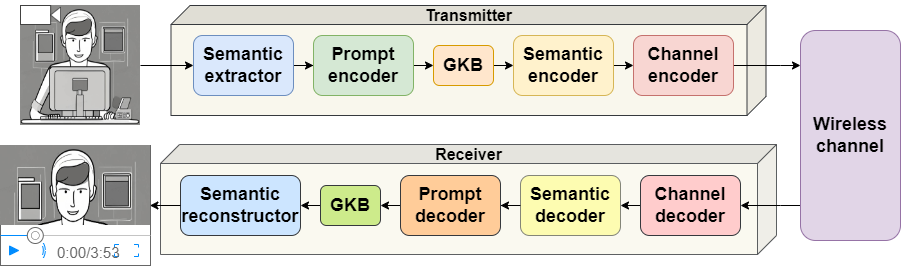 Transmitter
Semantic
extractor
Prompt
encoder
GKB
Semantic
encoder
Channel
encoder
Wireless
channel
Receiver
Semantic
reconstructor
GKB
Prompt
decoder
Semantic
decoder
Channel
decoder
0:00/3:53